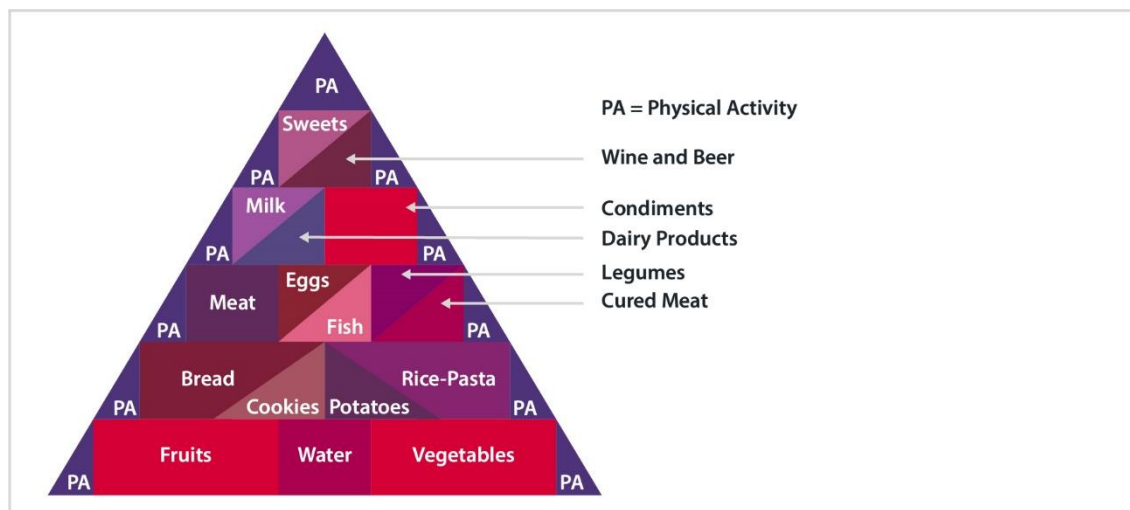 PA
PA = Physical Activity
Sweets
Wine and Beer
PA
PA
Milk
Condiments
Dairy Products
PA
PA
Eggs
Legumes
Meat
Cured Meat
Fish
PA
PA
Bread
Rice-Pasta
Cookies
Potatoes
PA
PA
Fruits
Water
Vegetables
PA
PA